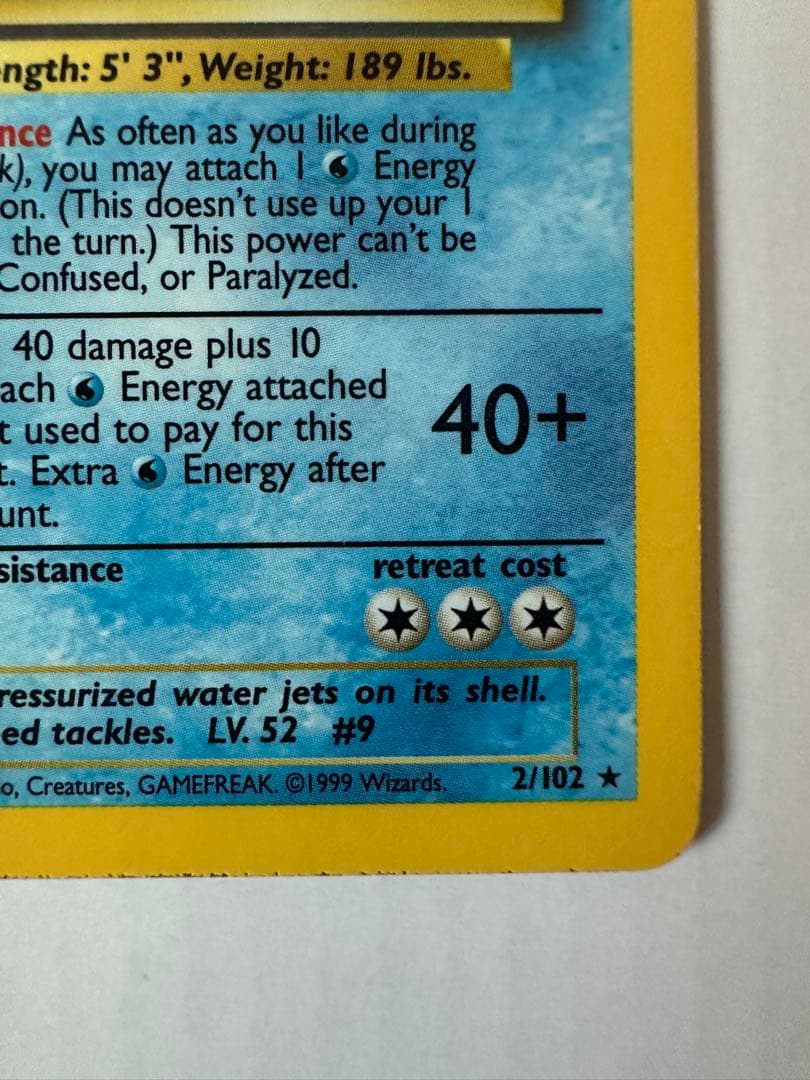 ngth: 5' 3", Weight: 189 lbs.
nce As often as you like during
k), you may attach 1 Energy
on. (This doesn't use up your 1
the turn.) This power can't be
Confused, or Paralyzed.
40 damage plus 10
ach Energy attached
t used to pay for this
t. Extra Energy after
unt.
40+
sistance
retreat cost
ressurized water jets on its shell.
ed tackles. LV. 52 #9
o, Creatures, GAMEFREAK. ©1999 Wizards.
2/102 ★